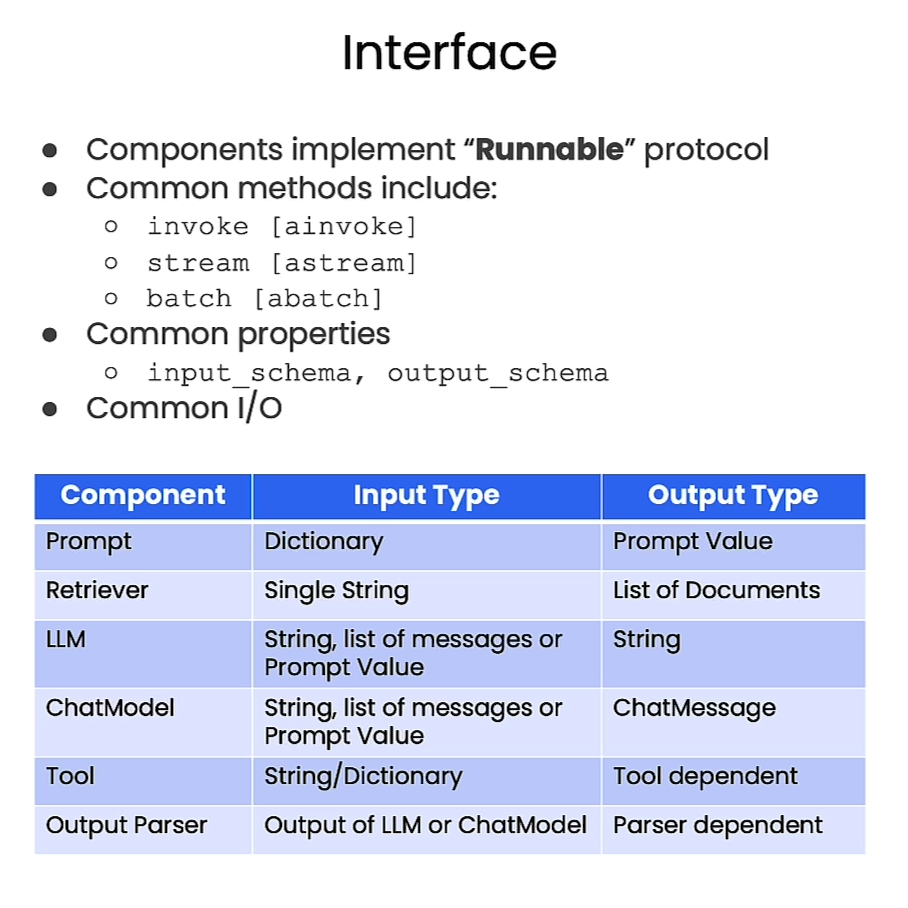 Interface
● Components implement “Runnable” protocol
● Common methods include:
○ invoke [ainvoke]
○ stream [astream]
○ batch [abatch]
● Common properties
○ input_schema, output_schema
● Common I/O
Component Input Type Output Type
Prompt Dictionary Prompt Value
Retriever Single String List of Documents
LLM String, list of messages or String
Prompt Value
ChatModel String, list of messages or ChatMessage
Prompt Value
Tool String/Dictionary Tool dependent
Output Parser Output of LLM or ChatModel Parser dependent